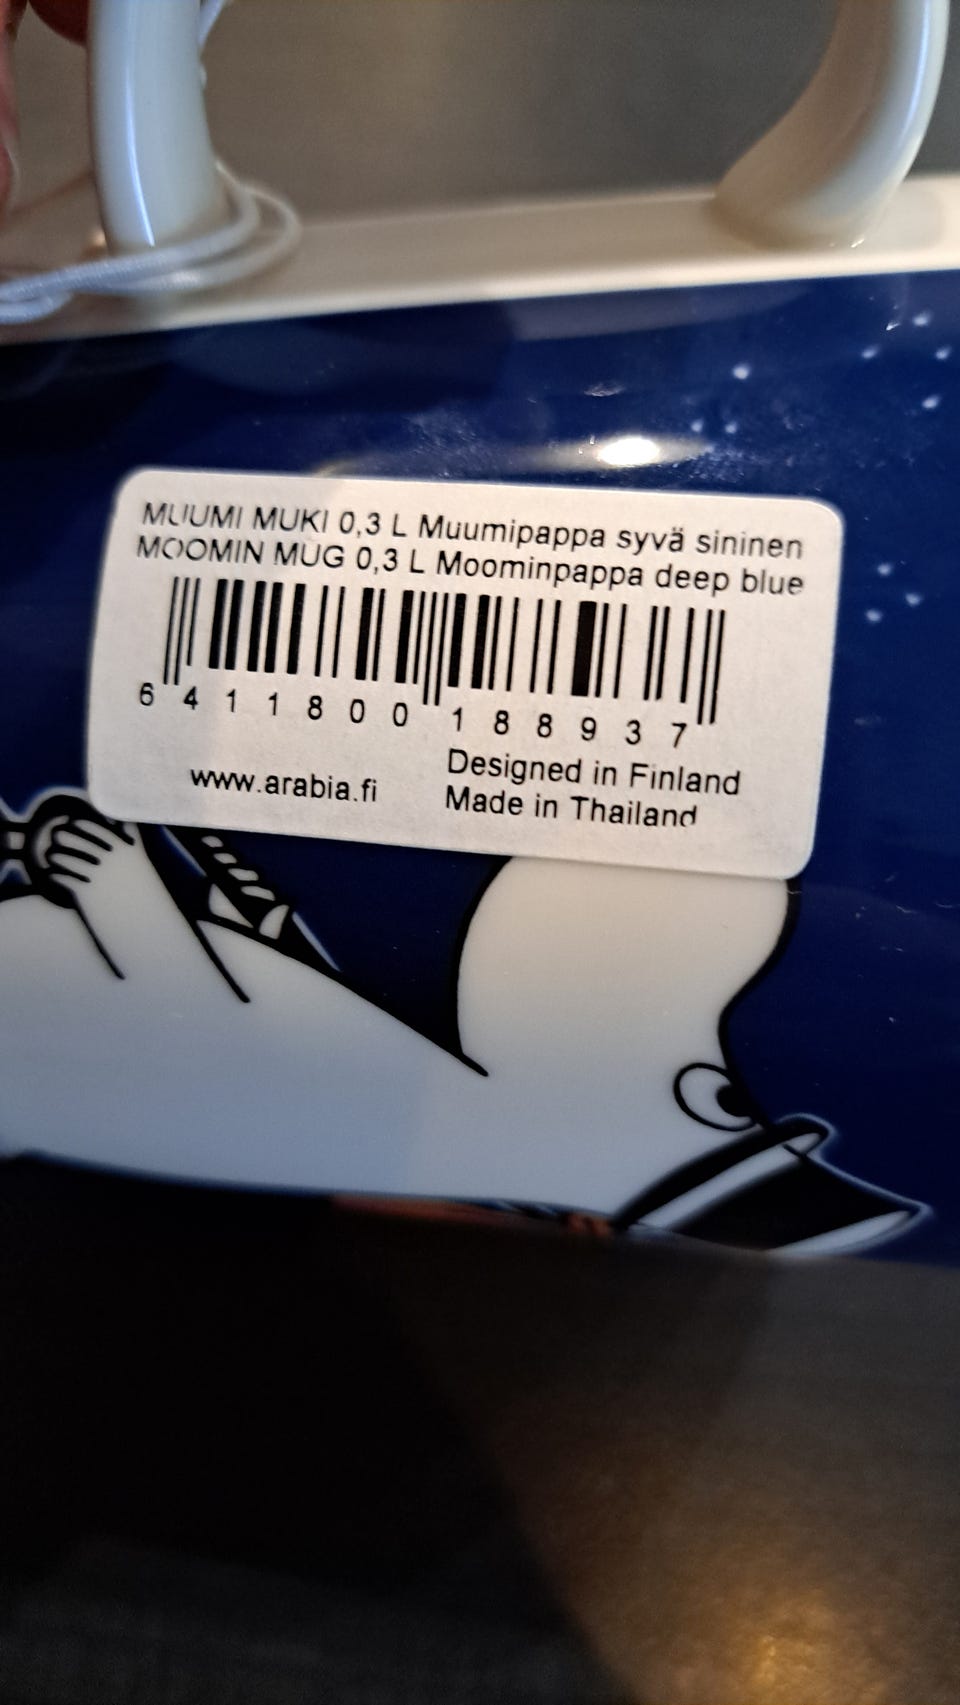 MUUMI MUKI 0,3 L Muumipappa syvä sininen
MOOMIN MUG 0,3 L Moominpappa deep blue
6 411800 188937
Designed in Finland
www.arabia.fi
Made in Thailand